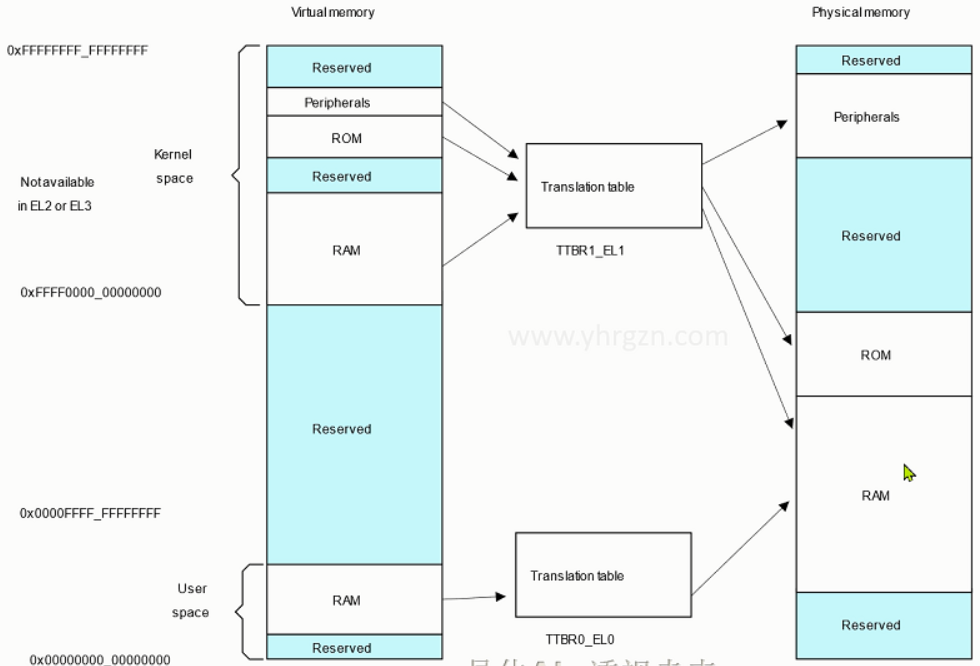 Virtual memory
Physical memory
0xFFFFFFFF_FFFFFFFF
Reserved
Reserved
Peripherals
Peripherals
ROM
Kernel
space
Translation table
Not available
in EL2 or EL3
Reserved
Reserved
RAM
TTBR1_EL1
0xFFFF0000_00000000
www.yhrgzn.com
ROM
Reserved
RAM
0x0000FFFF_FFFFFFFF
Translation table
User
space
RAM
Reserved
TTBR0_EL0
Reserved
0x00000000_00000000